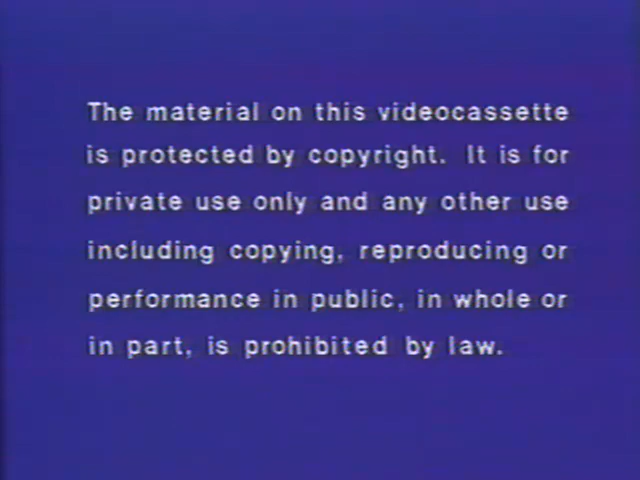 The material on this videocassette
is protected by copyright. It is for
private use only and any other use
including copying, reproducing or
performance in public, in whole or
in part, is prohibited by law.